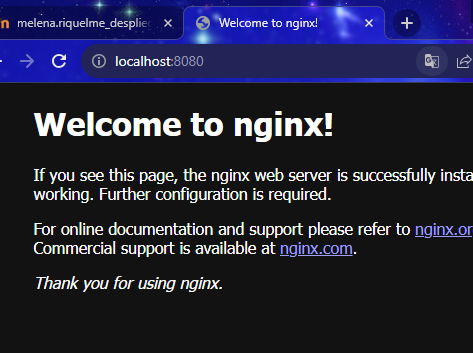 melena.riquelme_desplie
Welcome to nginx!
localhost:8080
Welcome to nginx!
If you see this page, the nginx web server is successfully insta
working. Further configuration is required.
For online documentation and support please refer to nginx.or
Commercial support is available at nginx.com.
Thank you for using nginx.